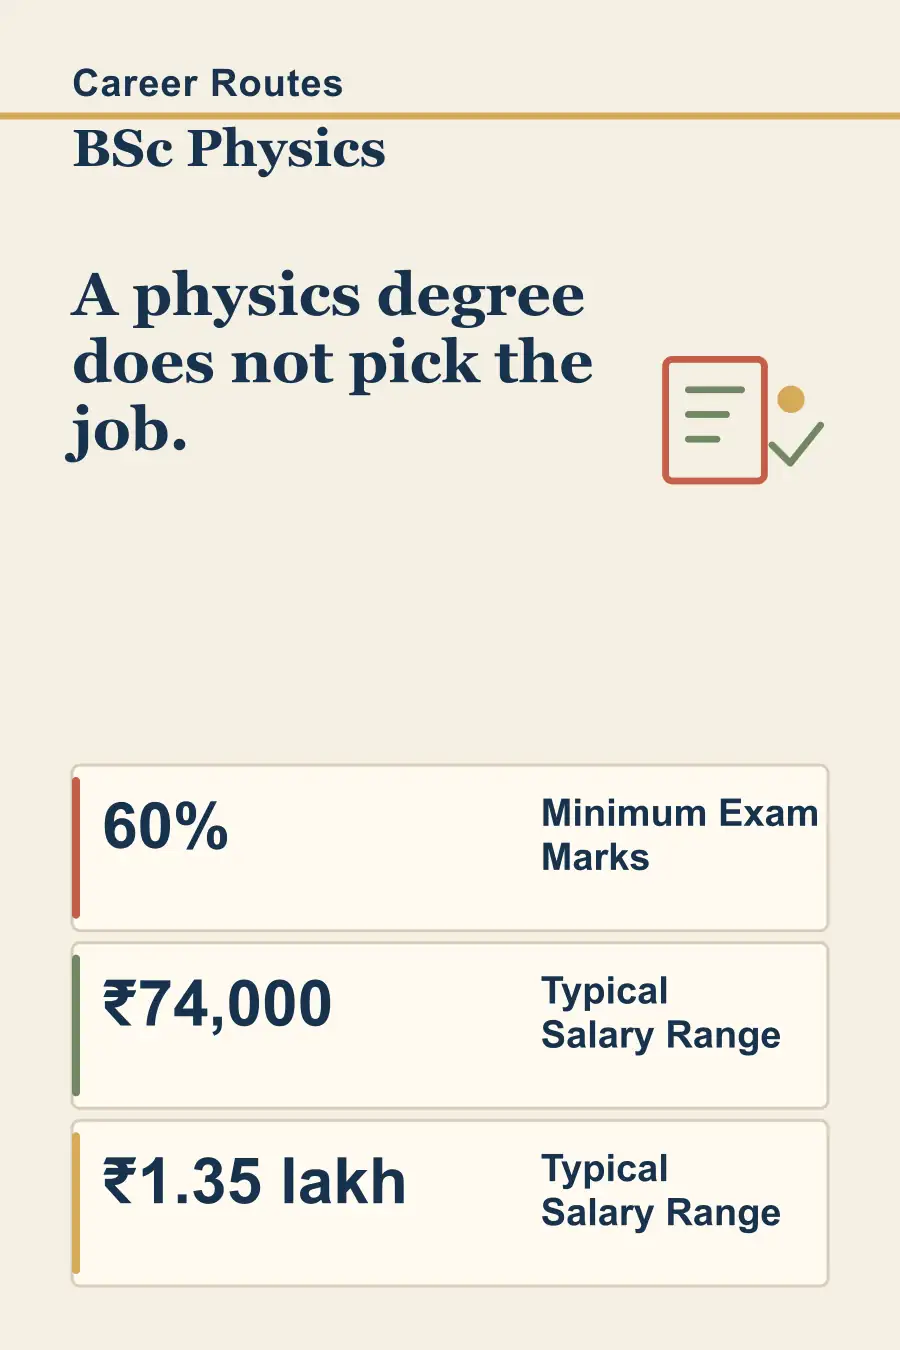 Career Routes
BSc Physics
A physics degree
does not pick the
job.
60%
Minimum Exam
Marks
₹74,000
Typical
Salary Range
₹1.35 lakh
Typical
Salary Range